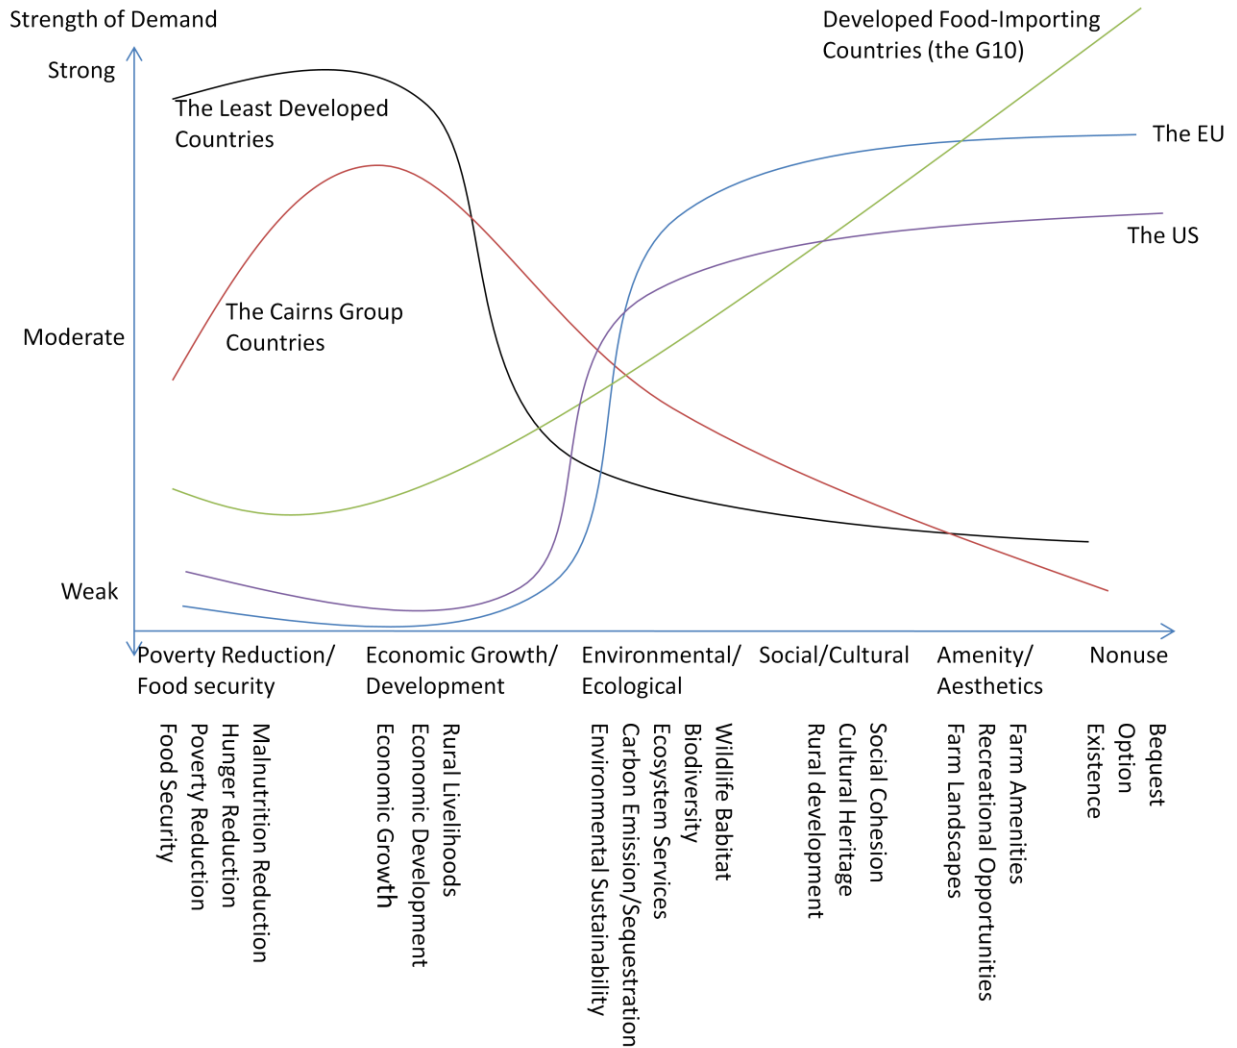 Strength of Demand
Developed Food-Importing
Countries (the G10)
Strong
The Least Developed
Countries
The EU
The US
The Cairns Group
Countries
Moderate
Weak
Poverty Reduction/
Food security
Economic Growth/
Development
Environmental/
Ecological
Social/Cultural
Amenity/
Aesthetics
Nonuse
Food Security
Poverty Reduction
Hunger Reduction
Malnutrition Reduction
Economic Growth
Economic Development
Rural Livelihoods
Environmental Sustainability
Carbon Emission/Sequestration
Ecosystem Services
Biodiversity
Wildlife Babitat
Rural development
Cultural Heritage
Social Cohesion
Farm Landscapes
Recreational Opportunities
Farm Amenities
Existence
Option
Bequest